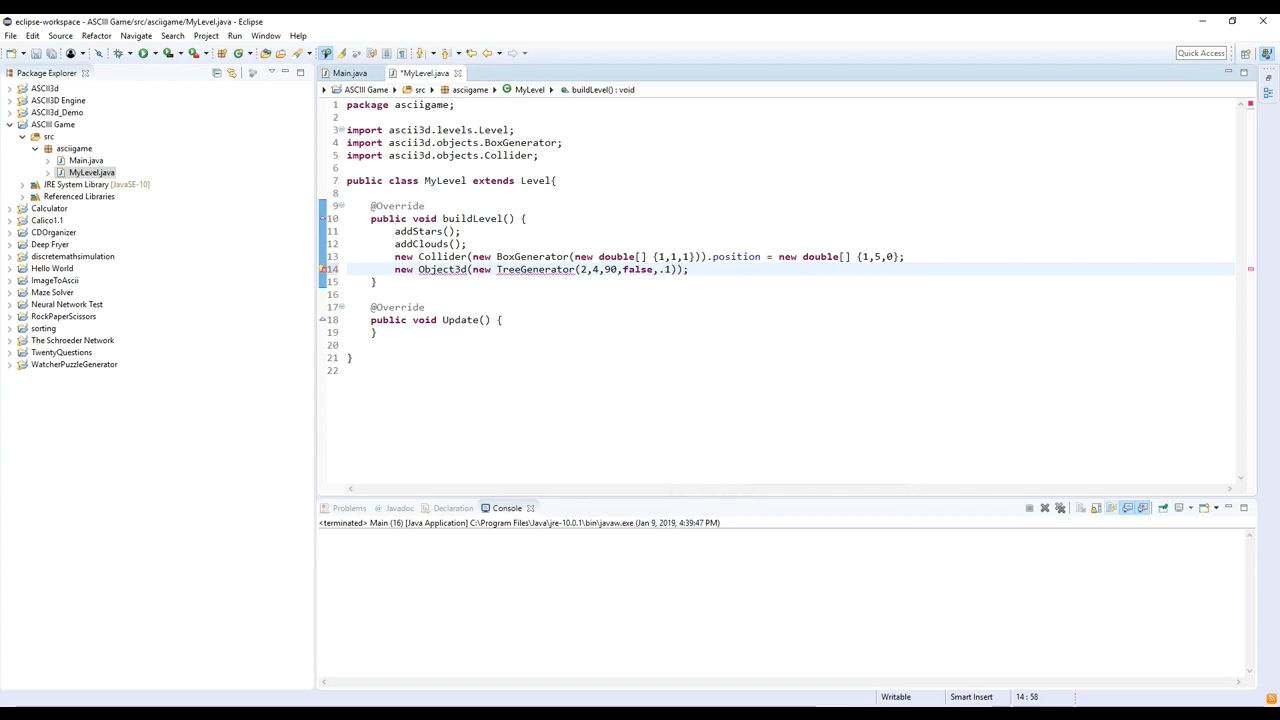 eclipse-workspace - ASCIII Game/src/asciigame/MyLevel.java - Eclipse
File Edit Source Refactor Navigate Search Project Run Window Help
Quick Access
Package Explorer
Main.java
*MyLevel.java
ASCIII Game src asciigame MyLevel buildLevel() : void
ASCII3d
ASCII3D Engine
ASCII3d_Demo
ASCIII Game
src
asciigame
Main.java
MyLevel.java
JRE System Library [JavaSE-10]
Referenced Libraries
Calculator
Calico1.1
CDOrganizer
Deep Fryer
discretemathsimulation
Hello World
ImageToAscii
Maze Solver
Neural Network Test
RockPaperScissors
sorting
The Schroeder Network
TwentyQuestions
WatcherPuzzleGenerator
1 package asciigame;
2
3 import ascii3d.levels.Level;
4 import ascii3d.objects.BoxGenerator;
5 import ascii3d.objects.Collider;
6
7 public class MyLevel extends Level{
8
9 @Override
10 public void buildLevel() {
11 addStars();
12 addClouds();
13 new Collider(new BoxGenerator(new double[] {1,1,1})).position = new double[] {1,5,0};
14 new Object3d(new TreeGenerator(2,4,90,false,.1));
15 }
16
17 @Override
18 public void Update() {
19 }
20
21 }
22
Problems Javadoc Declaration Console
<terminated> Main (16) [Java Application] C:\Program Files\Java\jre-10.0.1\bin\javaw.exe (Jan 9, 2019, 4:39:47 PM)
Writable Smart Insert 14 : 58